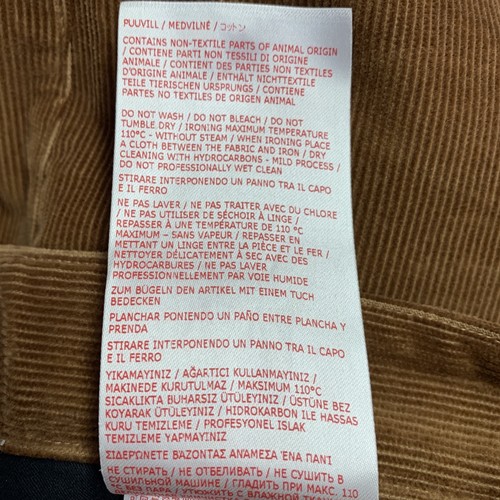 PUUVILL / MEDVILNĖ / コットン
CONTAINS NON-TEXTILE PARTS OF ANIMAL ORIGIN
/ CONTIENE PARTI NON TESSILI DI ORIGINE
ANIMALE / CONTIENT DES PARTIES NON TEXTILES
D'ORIGINE ANIMALE / ENTHÄLT NICHTTEXTILE
TEILE TIERISCHEN URSPRUNGS / CONTIENE
PARTES NO TEXTILES DE ORIGEN ANIMAL
DO NOT WASH / DO NOT BLEACH / DO NOT
TUMBLE DRY / IRONING MAXIMUM TEMPERATURE
110°C - WITHOUT STEAM / WHEN IRONING PLACE
A CLOTH BETWEEN THE FABRIC AND IRON / DRY
CLEANING WITH HYDROCARBONS - MILD PROCESS /
DO NOT PROFESSIONALLY WET CLEAN
STIRARE INTERPONENDO UN PANNO TRA IL CAPO
E IL FERRO
NE PAS LAVER / NE PAS TRAITER AVEC DU CHLORE
/ NE PAS UTILISER DE SÉCHOIR À LINGE /
REPASSER À UNE TEMPÉRATURE DE 110 °C
MAXIMUM – SANS VAPEUR / REPASSER EN
METTANT UN LINGE ENTRE LA PIÈCE ET LE FER /
NETTOYER DÉLICATEMENT À SEC AVEC DES
HYDROCARBURES / NE PAS LAVER
PROFESSIONNELLEMENT PAR VOIE HUMIDE
ZUM BÜGELN DEN ARTIKEL MIT EINEM TUCH
BEDECKEN
PLANCHAR PONIENDO UN PAÑO ENTRE PLANCHA Y
PRENDA
STIRARE INTERPONENDO UN PANNO TRA IL CAPO
E IL FERRO
YIKAMAYINIZ / AĞARTICI KULLANMAYINIZ /
MAKINEDE KURUTULMAZ / MAKSIMUM 110°C
SICAKLIKTA BUHARSIZ ÜTÜLEYINIZ / ÜSTÜNE BEZ
KOYARAK ÜTÜLEYINIZ / HIDROKARBON ILE HASSAS
KURU TEMIZLEME / PROFESYONEL ISLAK
TEMIZLEME YAPMAYINIZ
ΣΙΔΕΡΩΝΕΤΕ ΒΑΖΟΝΤΑΣ ΑΝΑΜΕΣΑ ΈΝΑ ΠΑΝΙ
НЕ СТИРАТЬ / НЕ ОТБЕЛИВАТЬ / НЕ СУШИТЬ В
СУШИЛЬНОЙ МАШИНЕ / ГЛАДИТЬ ПРИ МАКС. 110
°C БЕЗ ПАРА / УТЮЖИТЬ С ВЛАЖНОЙ